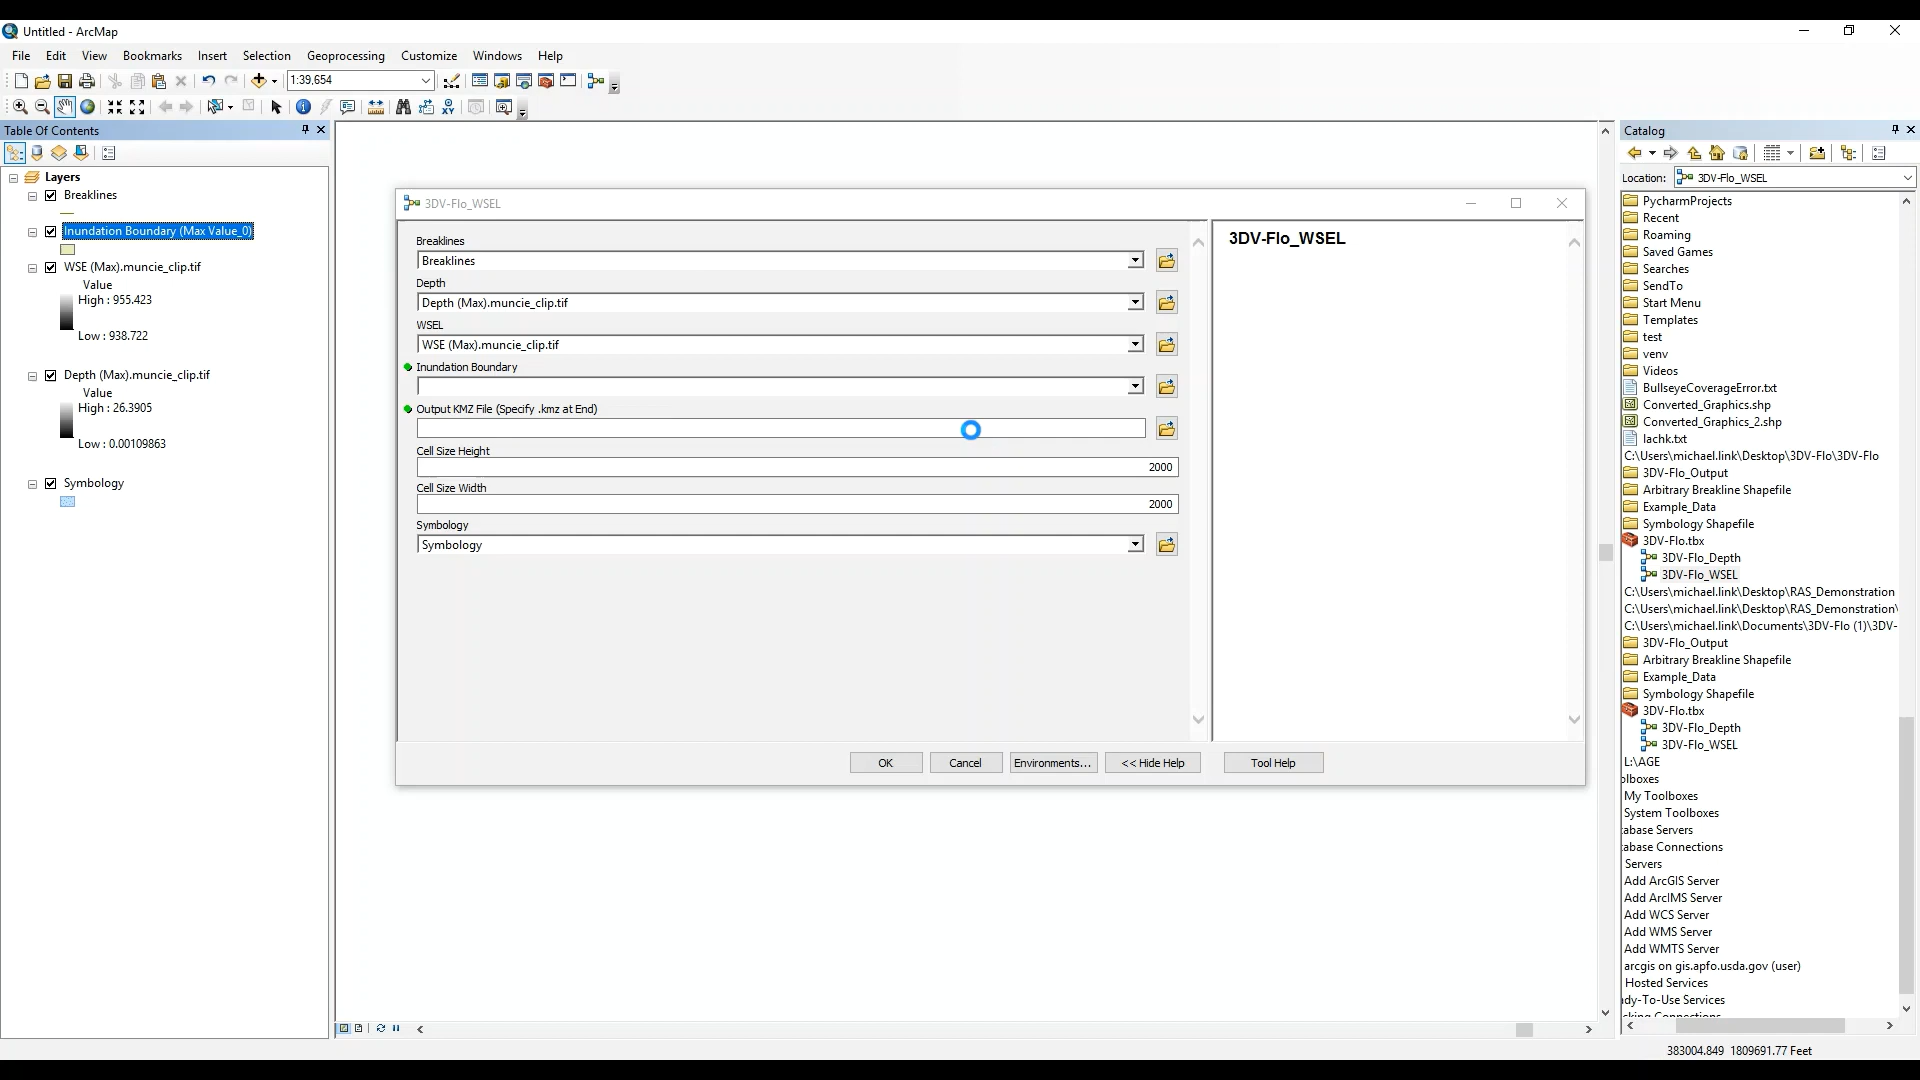 Untitled - ArcMap
File Edit View Bookmarks Insert Selection Geoprocessing Customize Windows Help
1:39,654
Table Of Contents
Layers
Breaklines
Inundation Boundary (Max Value_0)
WSE (Max).muncie_clip.tif
Value
High : 955.423
Low : 938.722
Depth (Max).muncie_clip.tif
Value
High : 26.3905
Low : 0.00109863
Symbology
3DV-Flo_WSEL
Breaklines
Breaklines
Depth
Depth (Max).muncie_clip.tif
WSEL
WSE (Max).muncie_clip.tif
Inundation Boundary
Output KMZ File (Specify .kmz at End)
Cell Size Height
2000
Cell Size Width
2000
Symbology
Symbology
3DV-Flo_WSEL
OK Cancel Environments... << Hide Help Tool Help
Catalog
Location: 3DV-Flo_WSEL
PycharmProjects
Recent
Roaming
Saved Games
Searches
SendTo
Start Menu
Templates
test
venv
Videos
BullseyeCoverageError.txt
Converted_Graphics.shp
Converted_Graphics_2.shp
lachk.txt
C:\Users\michael.link\Desktop\3DV-Flo\3DV-Flo
3DV-Flo_Output
Arbitrary Breakline Shapefile
Example_Data
Symbology Shapefile
3DV-Flo.tbx
3DV-Flo_Depth
3DV-Flo_WSEL
C:\Users\michael.link\Desktop\RAS_Demonstration
C:\Users\michael.link\Desktop\RAS_Demonstration\
C:\Users\michael.link\Documents\3DV-Flo (1)\3DV-
3DV-Flo_Output
Arbitrary Breakline Shapefile
Example_Data
Symbology Shapefile
3DV-Flo.tbx
3DV-Flo_Depth
3DV-Flo_WSEL
L:\AGE
olboxes
My Toolboxes
System Toolboxes
abase Servers
abase Connections
Servers
Add ArcGIS Server
Add ArcIMS Server
Add WCS Server
Add WMS Server
Add WMTS Server
arcgis on gis.apfo.usda.gov (user)
Hosted Services
dy-To-Use Services
383004.849 1809691.77 Feet